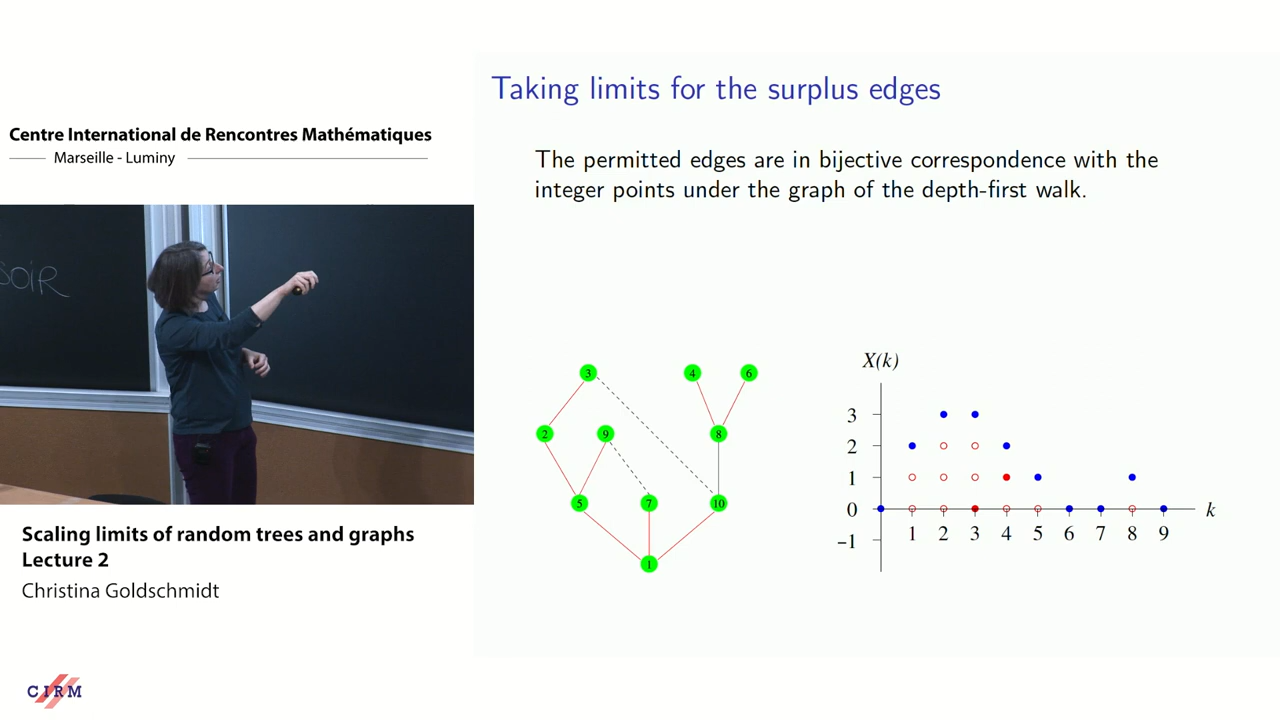 Centre International de Rencontres Mathématiques
Marseille - Luminy
SOIR
Scaling limits of random trees and graphs
Lecture 2
Christina Goldschmidt
CIRM
Taking limits for the surplus edges
The permitted edges are in bijective correspondence with the
integer points under the graph of the depth-first walk.
3 4 6
2 9 8
5 7 10
1
X(k)
3
2
1
0 k
1 2 3 4 5 6 7 8 9
−1